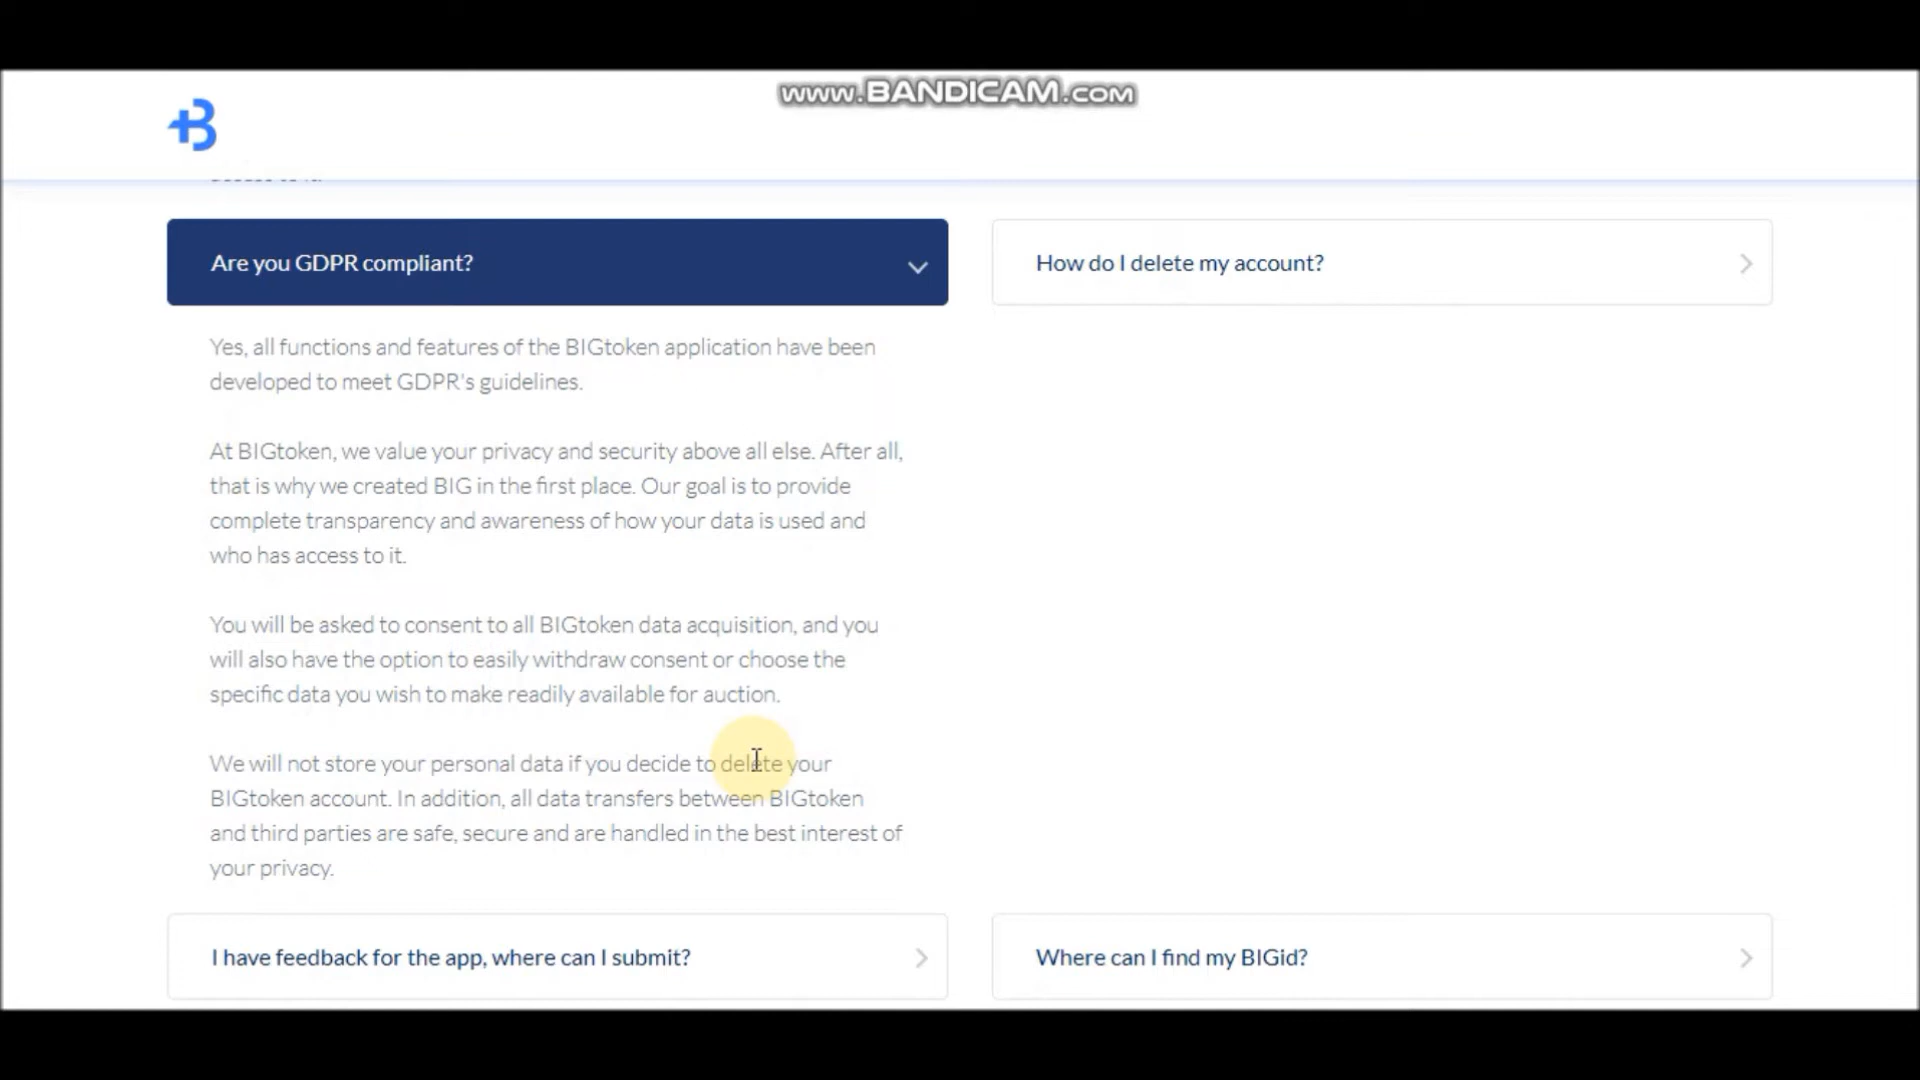 www.BANDICAM.com
Are you GDPR compliant?
How do I delete my account?
Yes, all functions and features of the BIGtoken application have been
developed to meet GDPR's guidelines.
At BIGtoken, we value your privacy and security above all else. After all,
that is why we created BIG in the first place. Our goal is to provide
complete transparency and awareness of how your data is used and
who has access to it.
You will be asked to consent to all BIGtoken data acquisition, and you
will also have the option to easily withdraw consent or choose the
specific data you wish to make readily available for auction.
We will not store your personal data if you decide to delete your
BIGtoken account. In addition, all data transfers between BIGtoken
and third parties are safe, secure and are handled in the best interest of
your privacy.
I have feedback for the app, where can I submit?
Where can I find my BIGid?